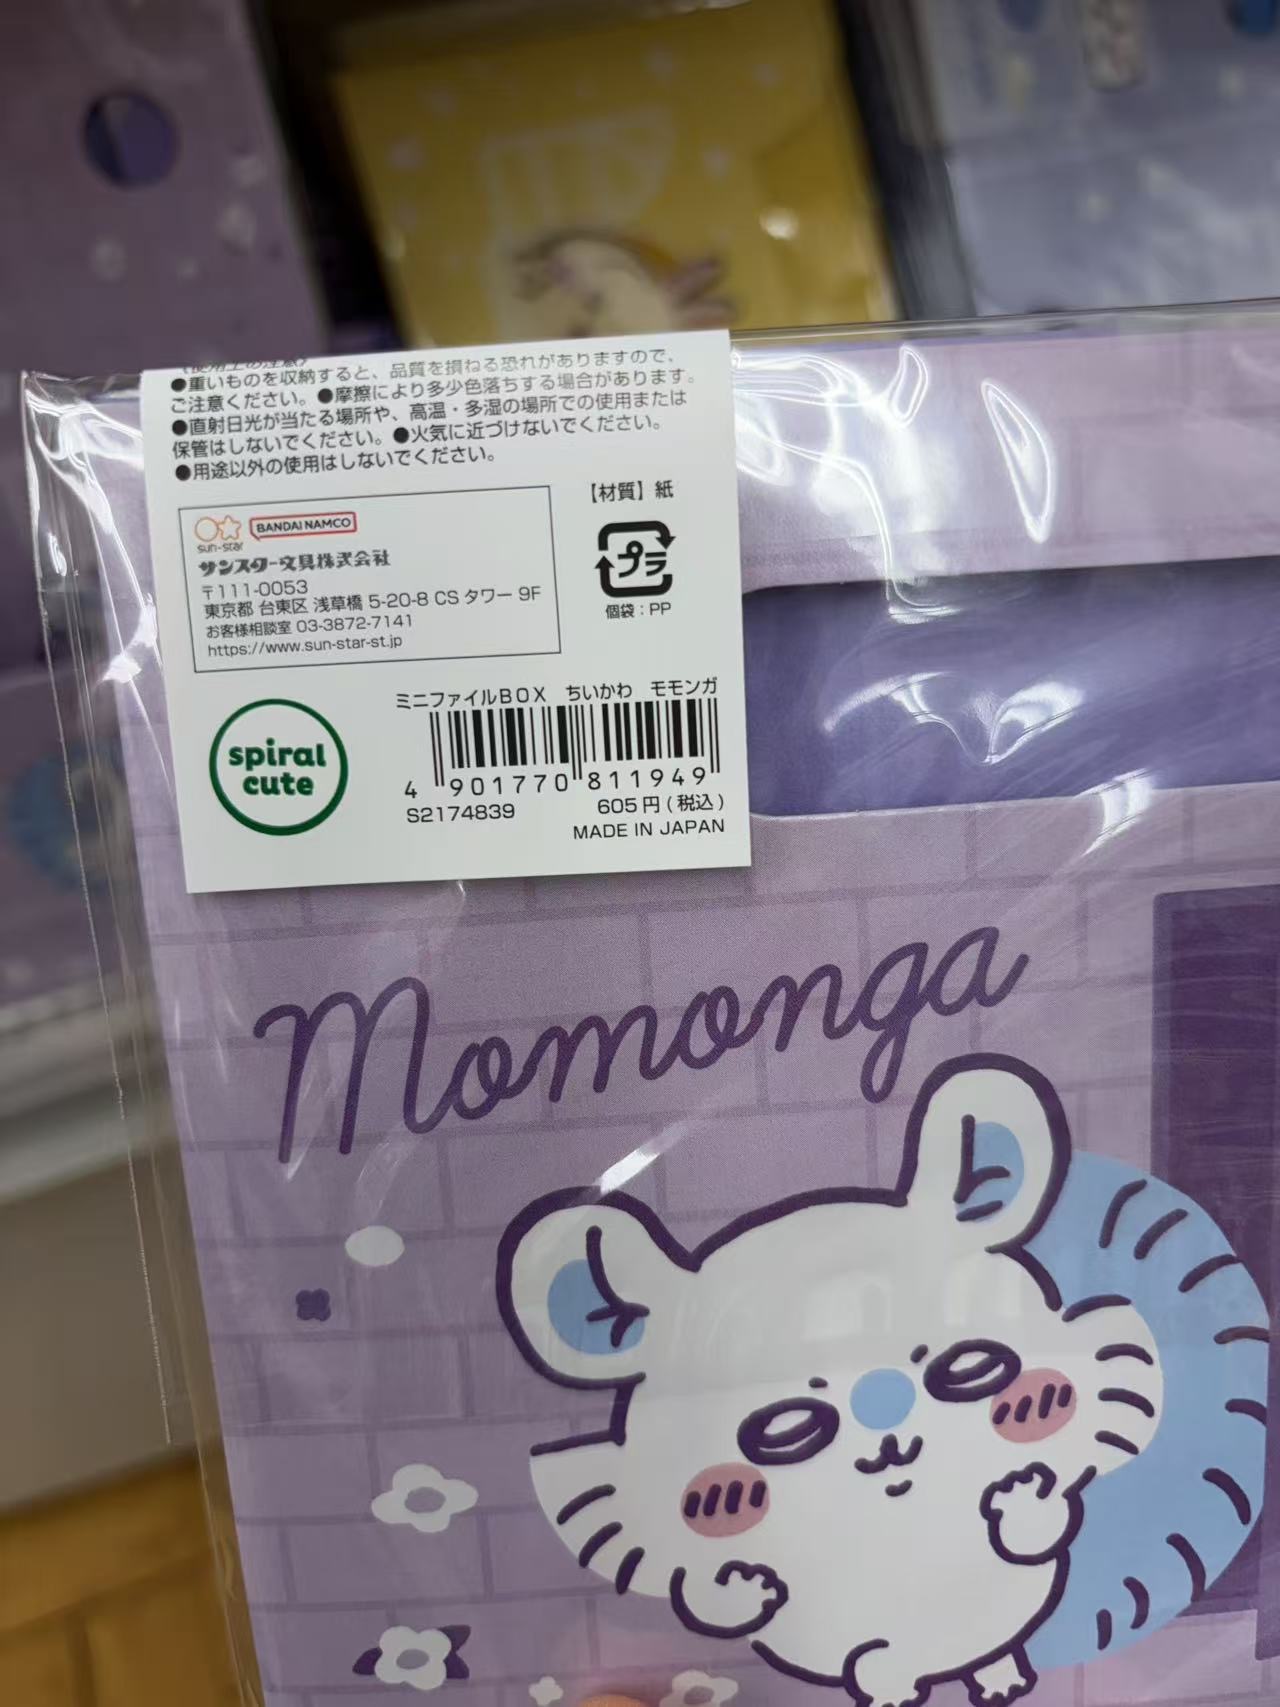 ●重いものを収納すると、品質を損ねる恐れがありますので、
ご注意ください。●摩擦により多少色落ちする場合があります。
●直射日光が当たる場所や、高温・多湿の場所での使用または
保管はしないでください。●火気に近づけないでください。
●用途以外の使用はしないでください。
【材質】紙
プラ
個袋：PP
sun-star
BANDAI NAMCO
サンスター文具株式会社
〒111-0053
東京都 台東区 浅草橋 5-20-8 CS タワー 9F
お客様相談室 03-3872-7141
https://www.sun-star-st.jp
spiral
cute
ミニファイルBOX ちいかわ モモンガ
4 901770 811949
S2174839
605円(税込)
MADE IN JAPAN
Momonga